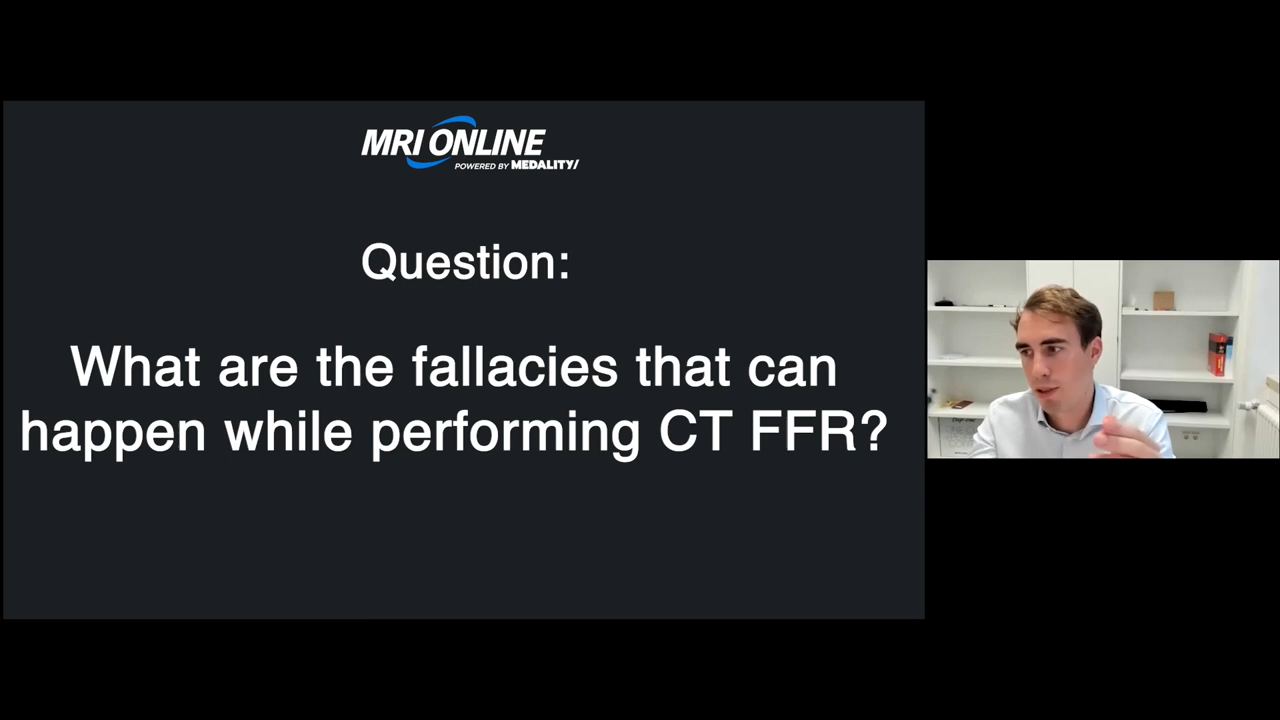 MRI ONLINE
POWERED BY MEDALITY/
Question:
What are the fallacies that can
happen while performing CT FFR?